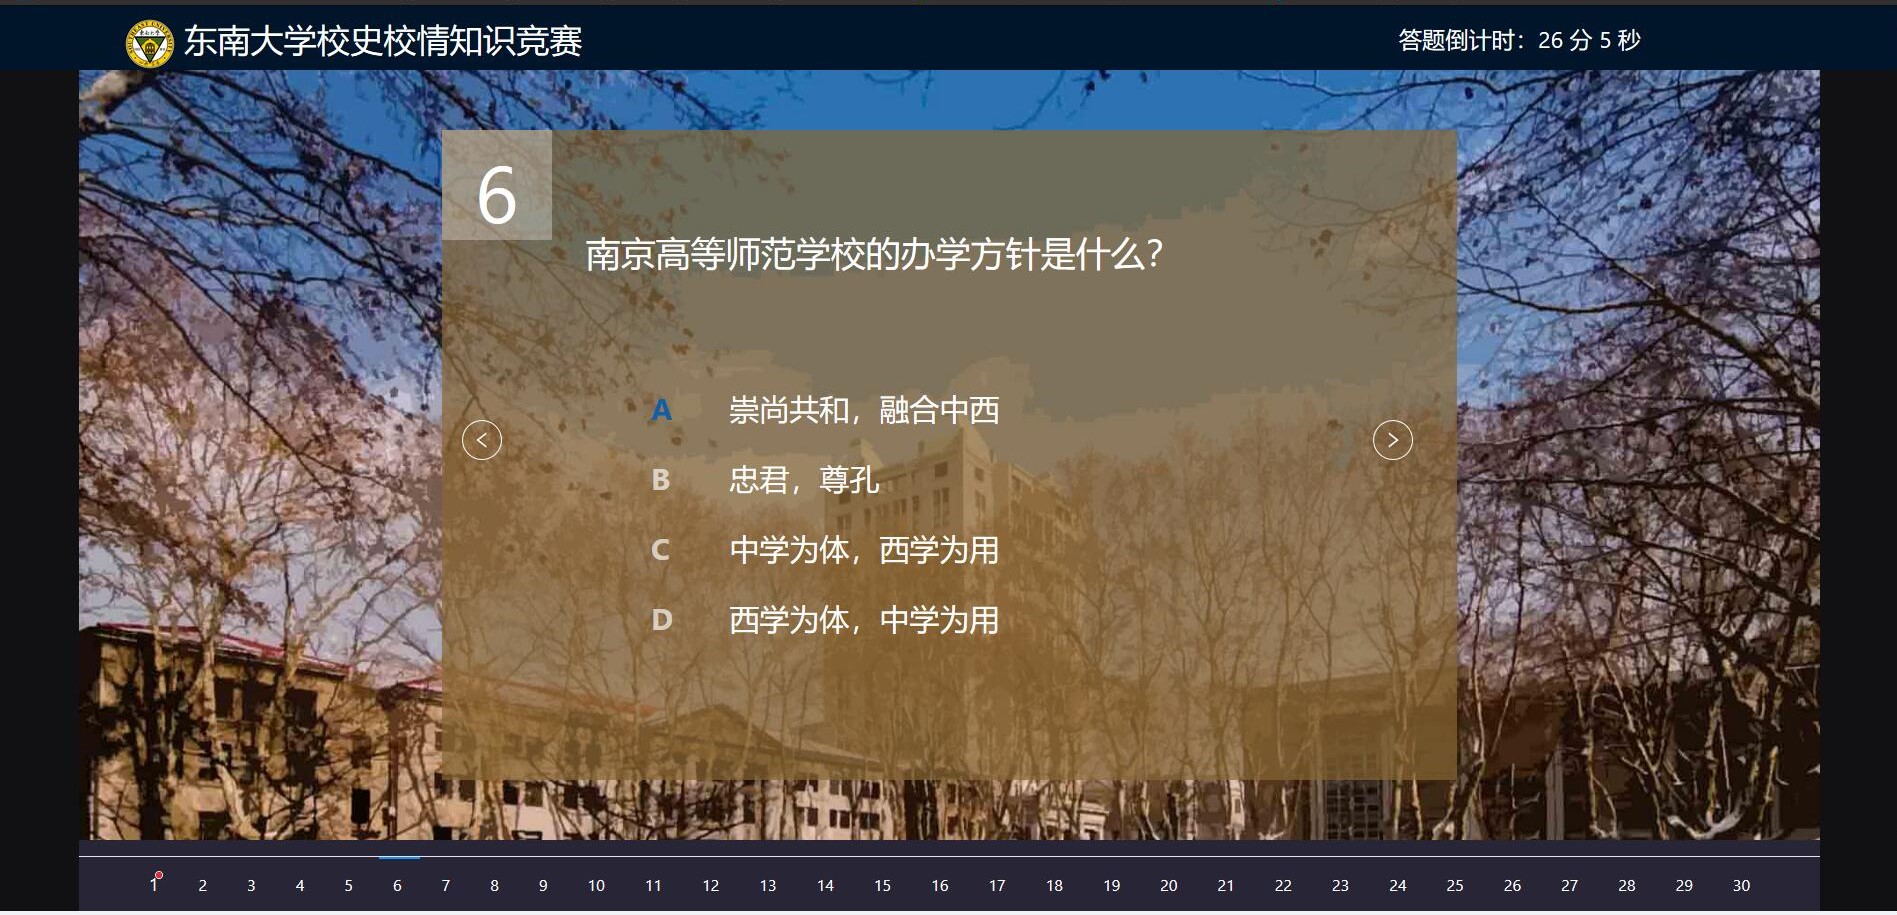 东南大学校史校情知识竞赛
答题倒计时：26 分 5 秒
6
南京高等师范学校的办学方针是什么？
A 崇尚共和，融合中西
B 忠君，尊孔
C 中学为体，西学为用
D 西学为体，中学为用
1 2 3 4 5 6 7 8 9 10 11 12 13 14 15 16 17 18 19 20 21 22 23 24 25 26 27 28 29 30